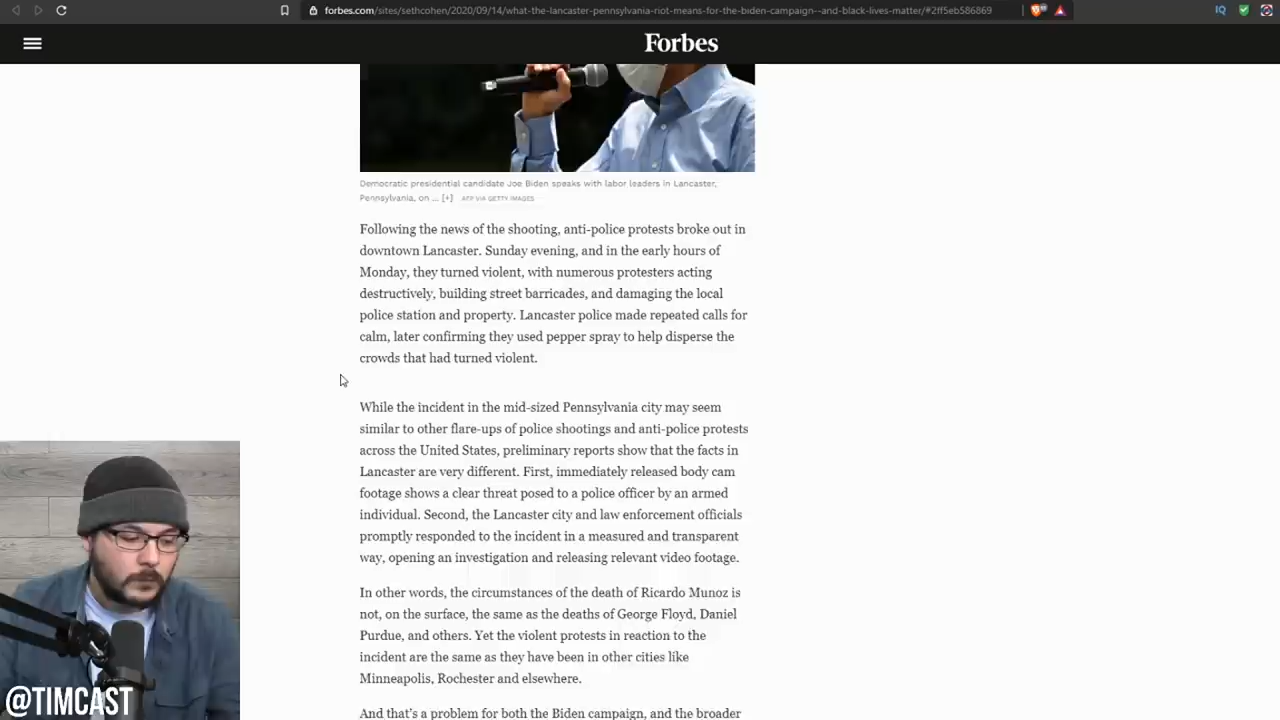 forbes.com/sites/sethcohen/2020/09/14/what-the-lancaster-pennsylvania-riot-means-for-the-biden-campaign--and-black-lives-matter/#2ff5eb586869
IQ
Forbes
Democratic presidential candidate Joe Biden speaks with labor leaders in Lancaster,
Pennsylvania, on ... [+] AFP VIA GETTY IMAGES
Following the news of the shooting, anti-police protests broke out in
downtown Lancaster. Sunday evening, and in the early hours of
Monday, they turned violent, with numerous protesters acting
destructively, building street barricades, and damaging the local
police station and property. Lancaster police made repeated calls for
calm, later confirming they used pepper spray to help disperse the
crowds that had turned violent.
While the incident in the mid-sized Pennsylvania city may seem
similar to other flare-ups of police shootings and anti-police protests
across the United States, preliminary reports show that the facts in
Lancaster are very different. First, immediately released body cam
footage shows a clear threat posed to a police officer by an armed
individual. Second, the Lancaster city and law enforcement officials
promptly responded to the incident in a measured and transparent
way, opening an investigation and releasing relevant video footage.
In other words, the circumstances of the death of Ricardo Munoz is
not, on the surface, the same as the deaths of George Floyd, Daniel
Purdue, and others. Yet the violent protests in reaction to the
incident are the same as they have been in other cities like
Minneapolis, Rochester and elsewhere.
And that's a problem for both the Biden campaign, and the broader
@TIMCAST